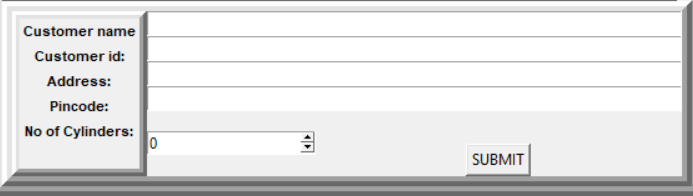 Customer name
Customer id:
Address:
Pincode:
No of Cylinders:
0
SUBMIT